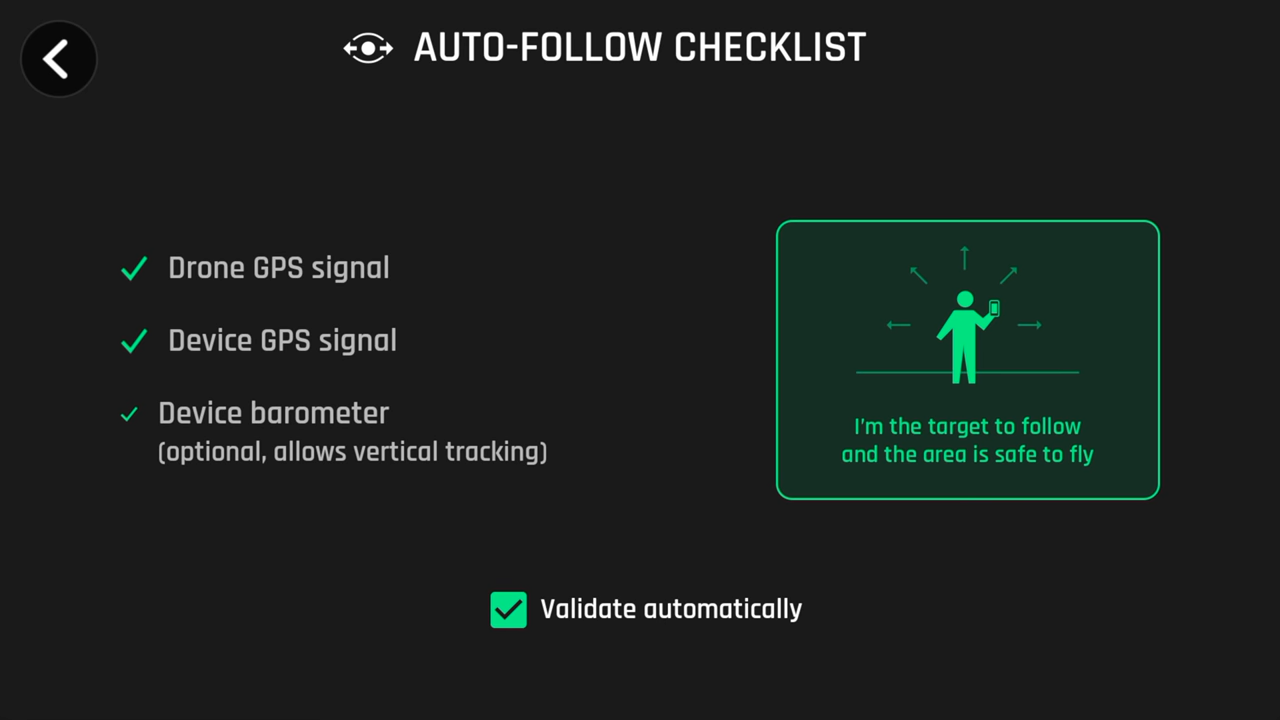 AUTO-FOLLOW CHECKLIST
Drone GPS signal
Device GPS signal
Device barometer
(optional, allows vertical tracking)
I'm the target to follow
and the area is safe to fly
Validate automatically